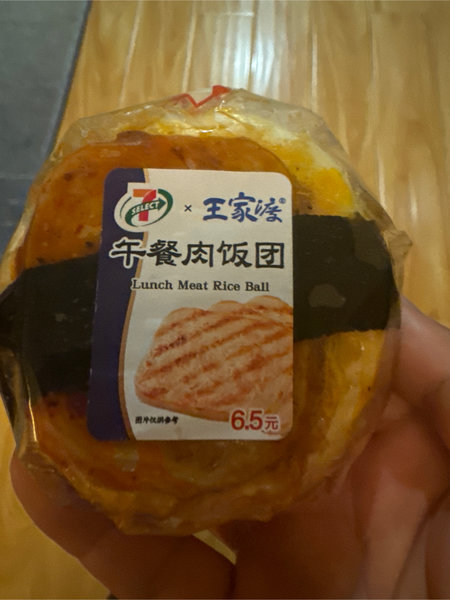 7 SELECT × 王家渡®
午餐肉饭团
Lunch Meat Rice Ball
图片仅供参考
6.5元